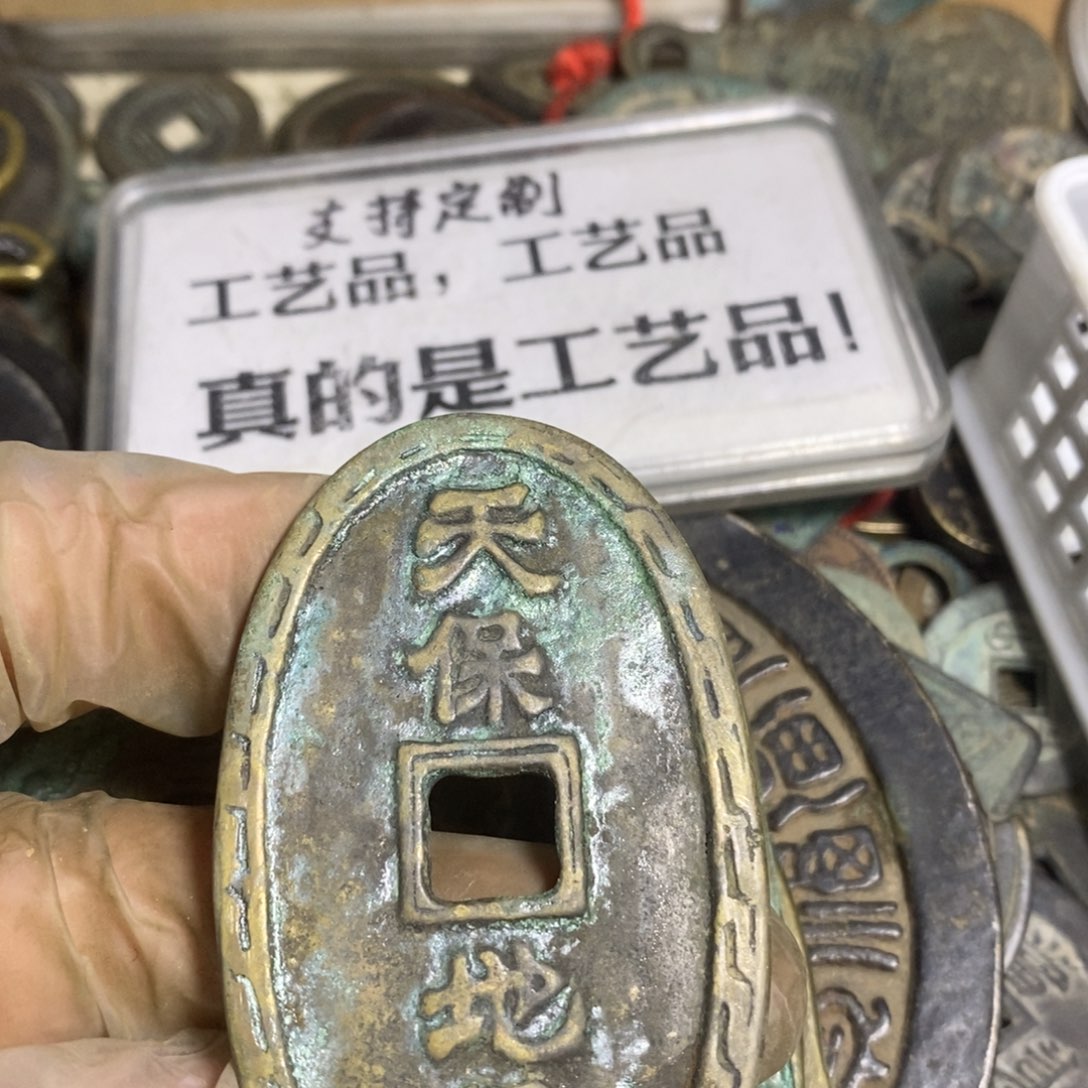 支持定制
工艺品，工艺品
真的是工艺品！
天
保
地